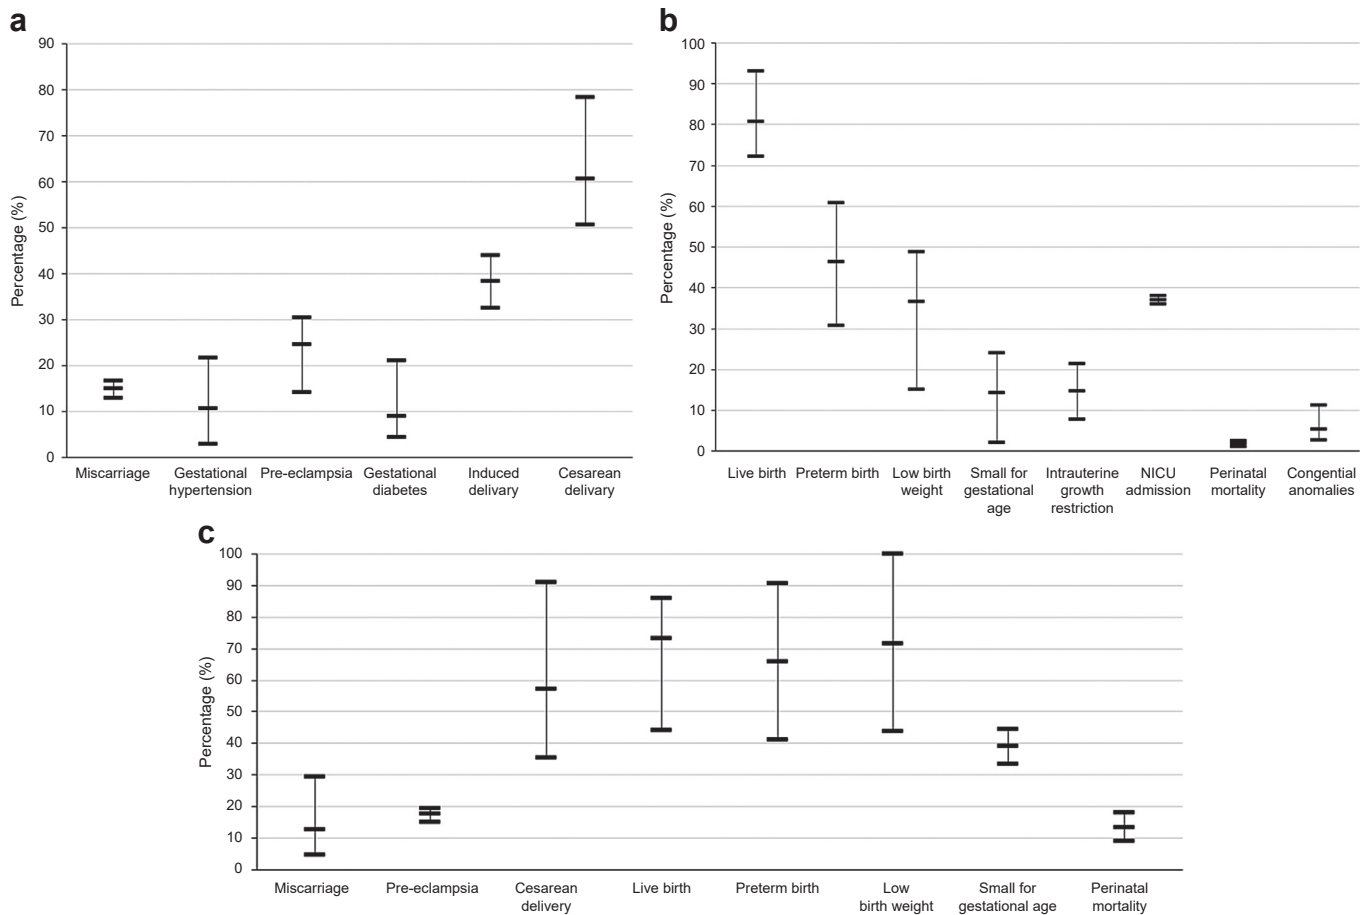 a
90
80
70
60
50
40
30
20
10
0
Percentage (%)
Miscarriage
Gestational
hypertension
Pre-eclampsia
Gestational
diabetes
Induced
delivery
Cesarean
delivery
b
100
90
80
70
60
50
40
30
20
10
0
Percentage (%)
Live birth
Preterm birth
Low birth
weight
Small for
gestational
age
Intrauterine
growth
restriction
NICU
admission
Perinatal
mortality
Congential
anomalies
c
100
90
80
70
60
50
40
30
20
10
0
Percentage (%)
Miscarriage
Pre-eclampsia
Cesarean
delivery
Live birth
Preterm birth
Low
birth weight
Small for
gestational age
Perinatal
mortality